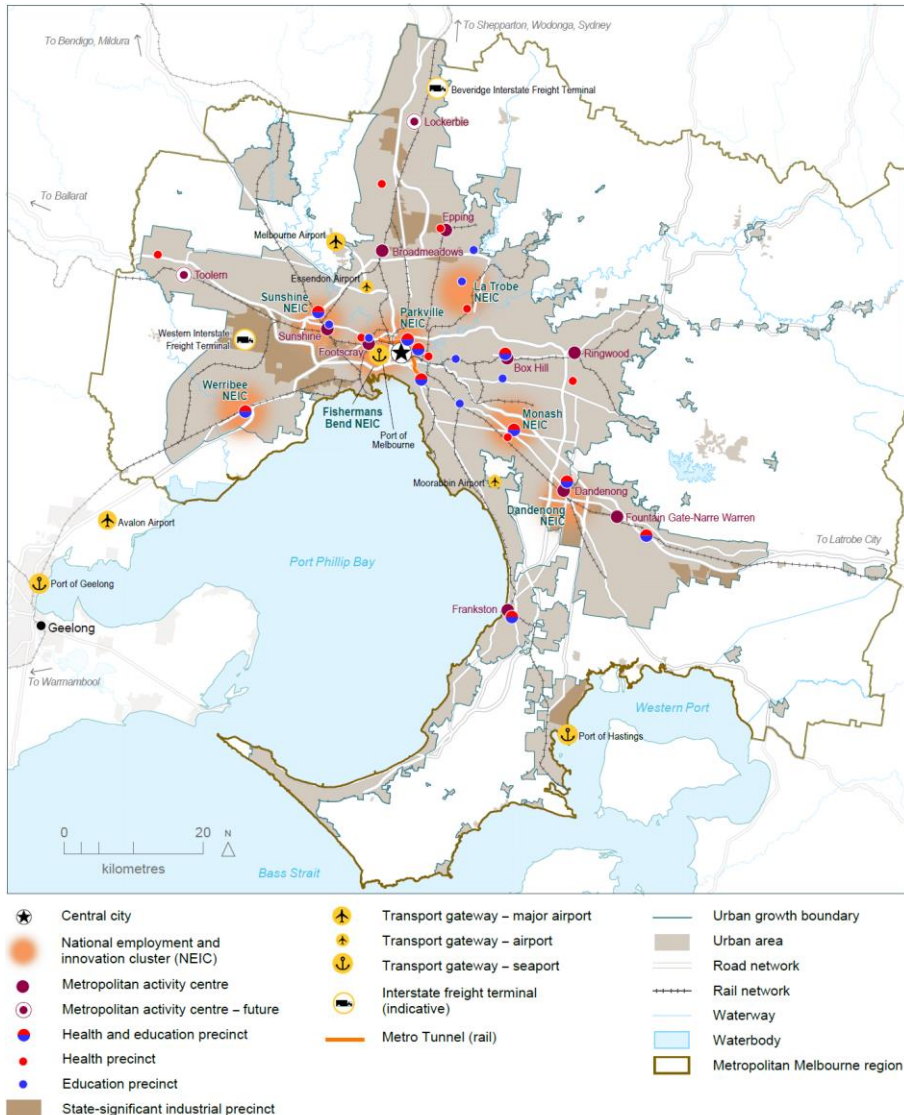 To Shepparton, Wodonga, Sydney
To Bendigo, Mildura
Beveridge Interstate Freight Terminal
Lockerbie
To Ballarat
Epping
Melbourne Airport
Broadmeadows
Toolern
Essendon Airport
La Trobe
NEIC
Sunshine
NEIC
Parkville
NEIC
Western Interstate
Freight Terminal
Sunshine
Footscray
Ringwood
Box Hill
Werribee
NEIC
Fishermans
Bend NEIC
Port of
Melbourne
Monash
NEIC
Moorabbin Airport
Dandenong
Dandenong
NEIC
Fountain Gate-Narre Warren
Avalon Airport
To Latrobe City
Port Phillip Bay
Port of Geelong
Frankston
Geelong
To Warrnambool
Western Port
Port of Hastings
0 20 N
kilometres
Bass Strait
Central city
National employment and
innovation cluster (NEIC)
Metropolitan activity centre
Metropolitan activity centre – future
Health and education precinct
Health precinct
Education precinct
State-significant industrial precinct
Transport gateway – major airport
Transport gateway – airport
Transport gateway – seaport
Interstate freight terminal
(indicative)
Metro Tunnel (rail)
Urban growth boundary
Urban area
Road network
Rail network
Waterway
Waterbody
Metropolitan Melbourne region